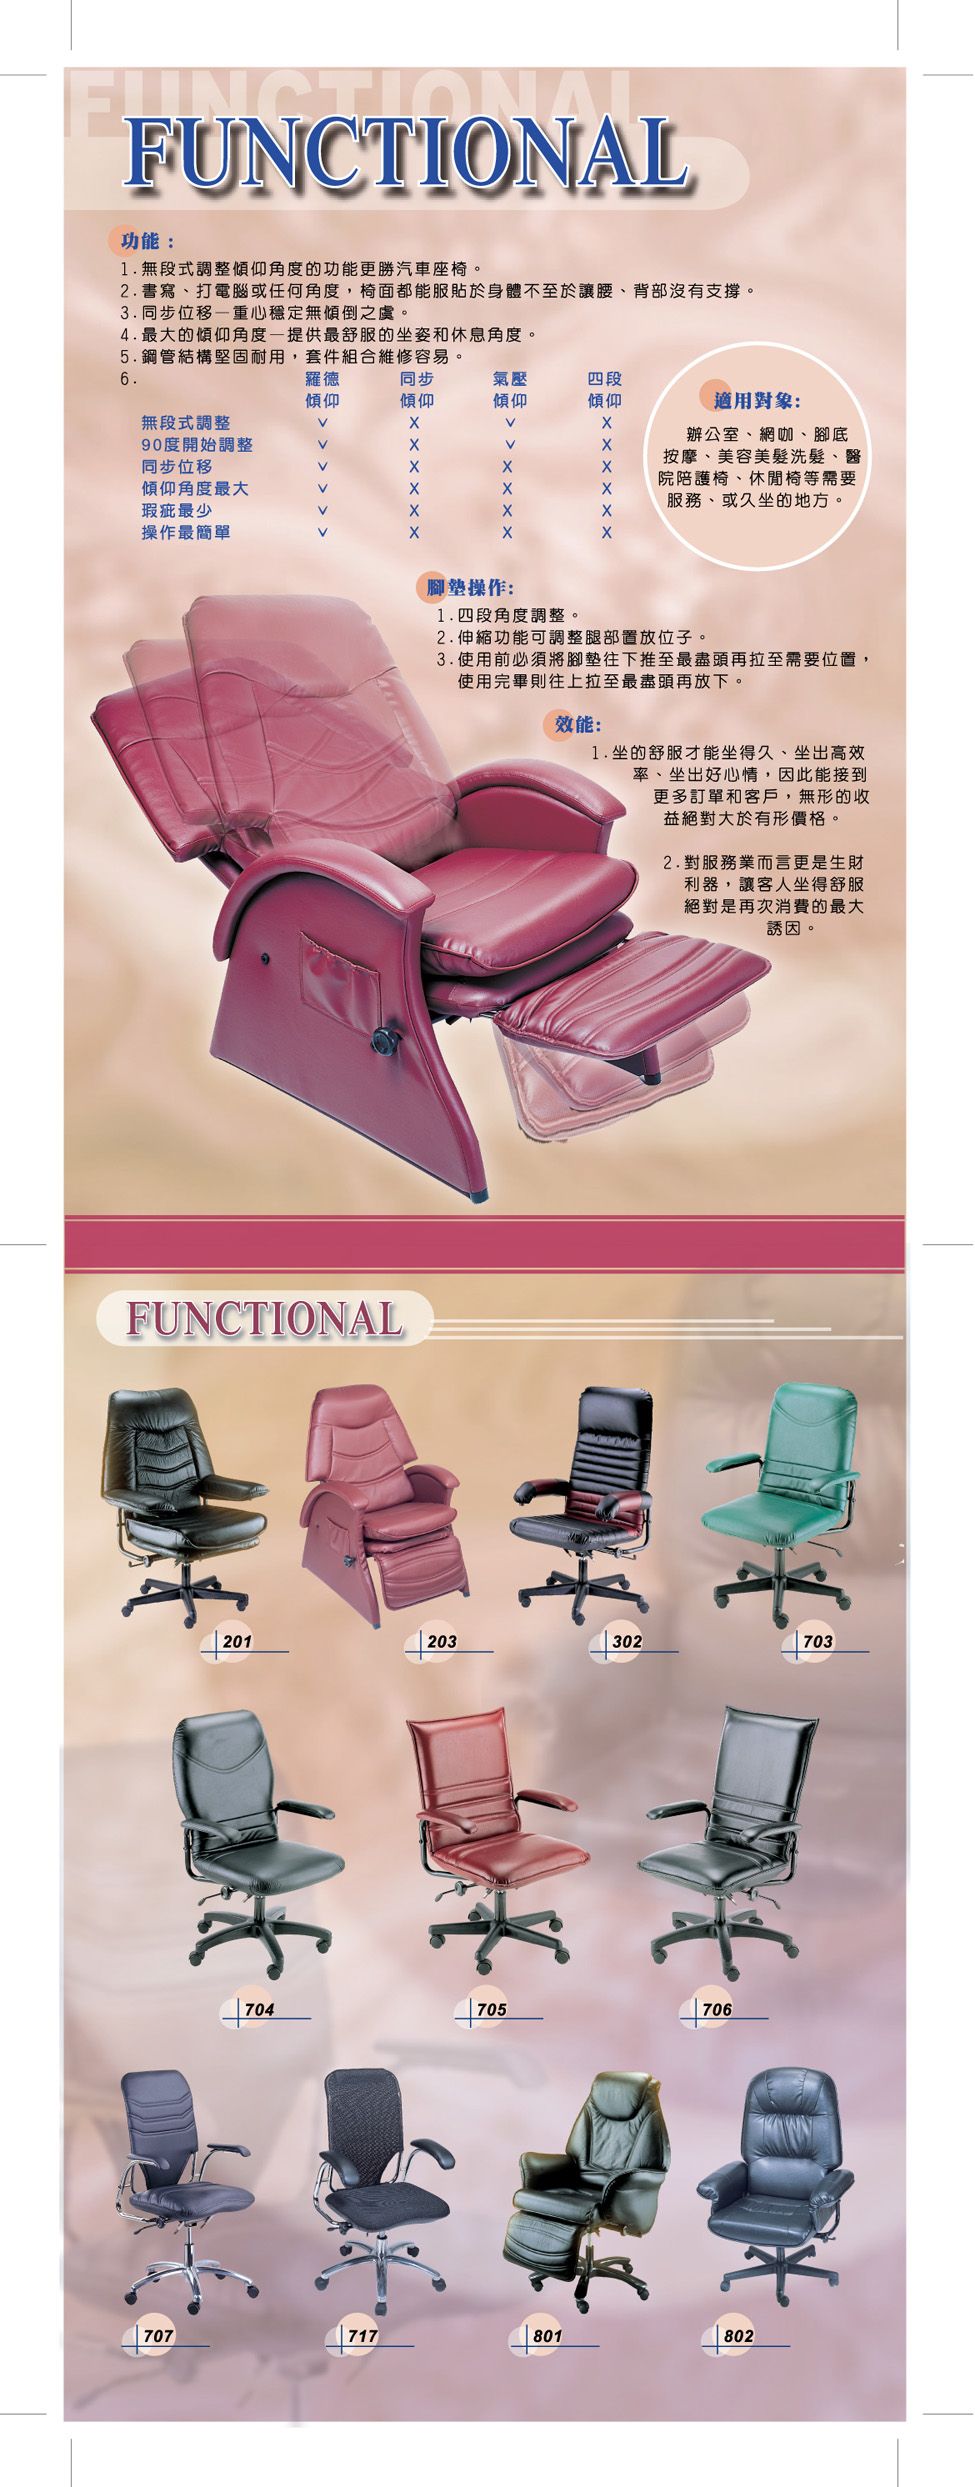 FUNCTIONAL
FUNCTIONAL
功能：
1.無段式調整傾仰角度的功能更勝汽車座椅。
2.書寫、打電腦或任何角度，椅面都能服貼於身體不至於讓腰、背部沒有支撐。
3.同步位移—重心穩定無傾倒之慮。
4.最大的傾仰角度—提供最舒服的坐姿和休息角度。
5.鋼管結構堅固耐用，套件組合維修容易。
6. 羅德 同步 氣壓 四段
傾仰 傾仰 傾仰 傾仰
無段式調整 V X V X
90度開始調整 V X V X
同步位移 V X X X
傾仰角度最大 V X X X
瑕疵最少 V X X X
操作最簡單 V X X X
適用對象:
辦公室、網咖、腳底
按摩、美容美髮洗髮、醫
院陪護椅、休閒椅等需要
服務、或久坐的地方。
腳墊操作:
1.四段角度調整。
2.伸縮功能可調整腿部置放位子。
3.使用前必須將腳墊往下推至最盡頭再拉至需要位置，
使用完畢則往上拉至最盡頭再放下。
效能:
1.坐的舒服才能坐得久、坐出高效
率、坐出好心情，因此能接到
更多訂單和客戶，無形的收
益絕對大於有形價格。
2.對服務業而言更是生財
利器，讓客人坐得舒服
絕對是再次消費的最大
誘因。
FUNCTIONAL
201 203 302 703
704 705 706
707 717 801 802